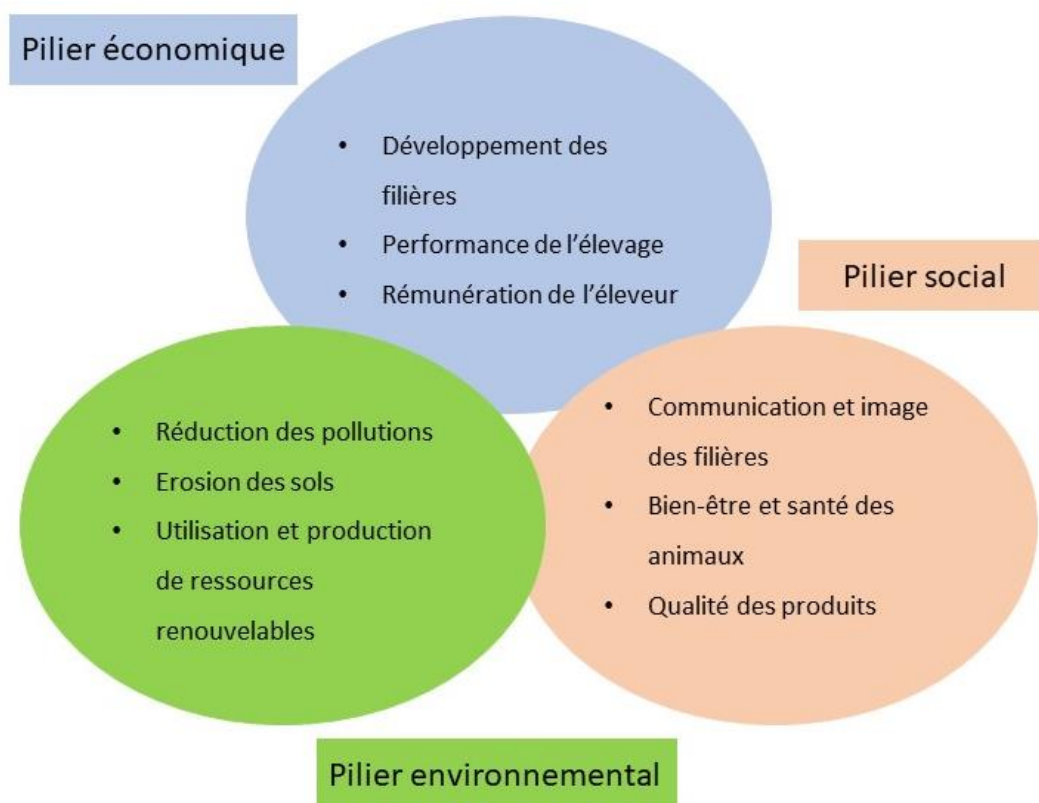 Pilier économique
• Développement des
filières
• Performance de l’élevage
• Rémunération de l’éleveur
Pilier social
• Communication et image
des filières
• Bien-être et santé des
animaux
• Qualité des produits
• Réduction des pollutions
• Erosion des sols
• Utilisation et production
de ressources
renouvelables
Pilier environnemental